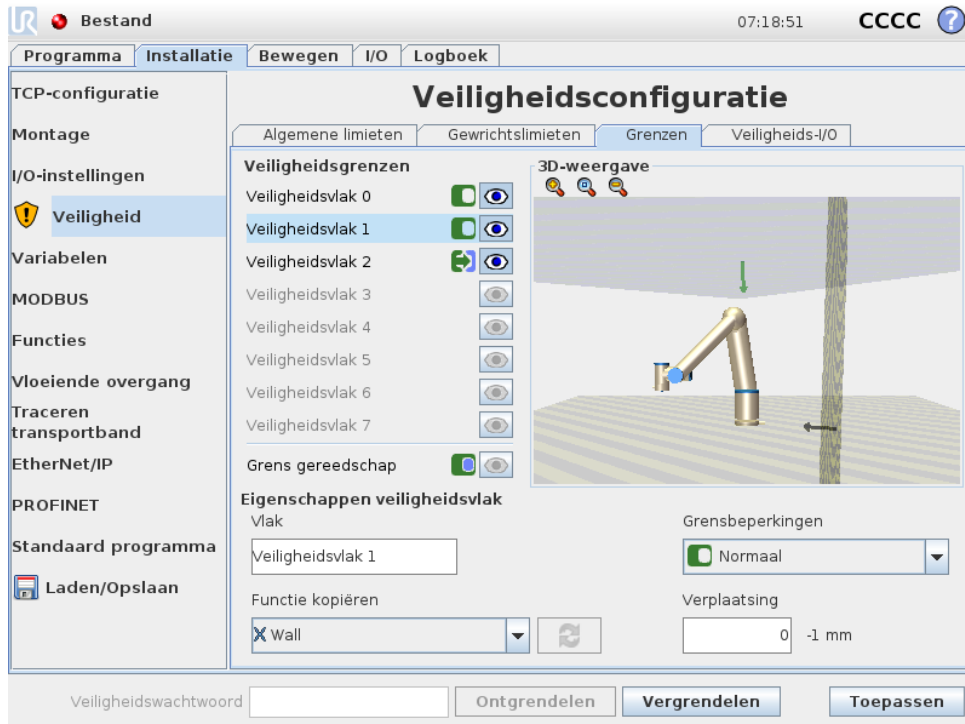 UR Bestand 07:18:51 CCCC ?
Programma Installatie Bewegen I/O Logboek
TCP-configuratie
Montage
I/O-instellingen
Veiligheid
Variabelen
MODBUS
Functies
Vloeiende overgang
Traceren
transportband
EtherNet/IP
PROFINET
Standaard programma
Laden/Opslaan
Veiligheidsconfiguratie
Algemene limieten Gewrichtslimieten Grenzen Veiligheids-I/O
Veiligheidsgrenzen
Veiligheidsvlak 0
Veiligheidsvlak 1
Veiligheidsvlak 2
Veiligheidsvlak 3
Veiligheidsvlak 4
Veiligheidsvlak 5
Veiligheidsvlak 6
Veiligheidsvlak 7
Grens gereedschap
3D-weergave
Eigenschappen veiligheidsvlak
Vlak
Veiligheidsvlak 1
Grensbeperkingen
Normaal
Functie kopiëren
Wall
Verplaatsing
0 -1 mm
Veiligheidswachtwoord Ontgrendelen Vergrendelen Toepassen